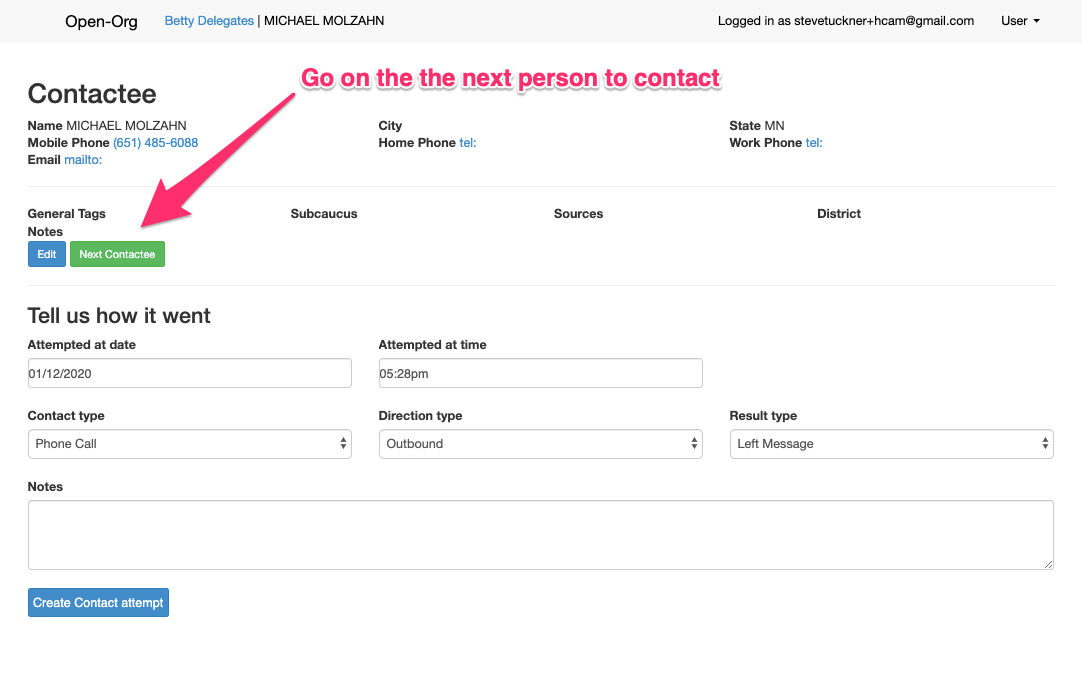 Open-Org Betty Delegates | MICHAEL MOLZAHN Logged in as stevetuckner+hcam@gmail.com User
Go on the the next person to contact
Contactee
Name MICHAEL MOLZAHN City State MN
Mobile Phone (651) 485-6088 Home Phone tel: Work Phone tel:
Email mailto:
General Tags Subcaucus Sources District
Notes
Edit Next Contactee
Tell us how it went
Attempted at date Attempted at time
01/12/2020 05:28pm
Contact type Direction type Result type
Phone Call Outbound Left Message
Notes
Create Contact attempt